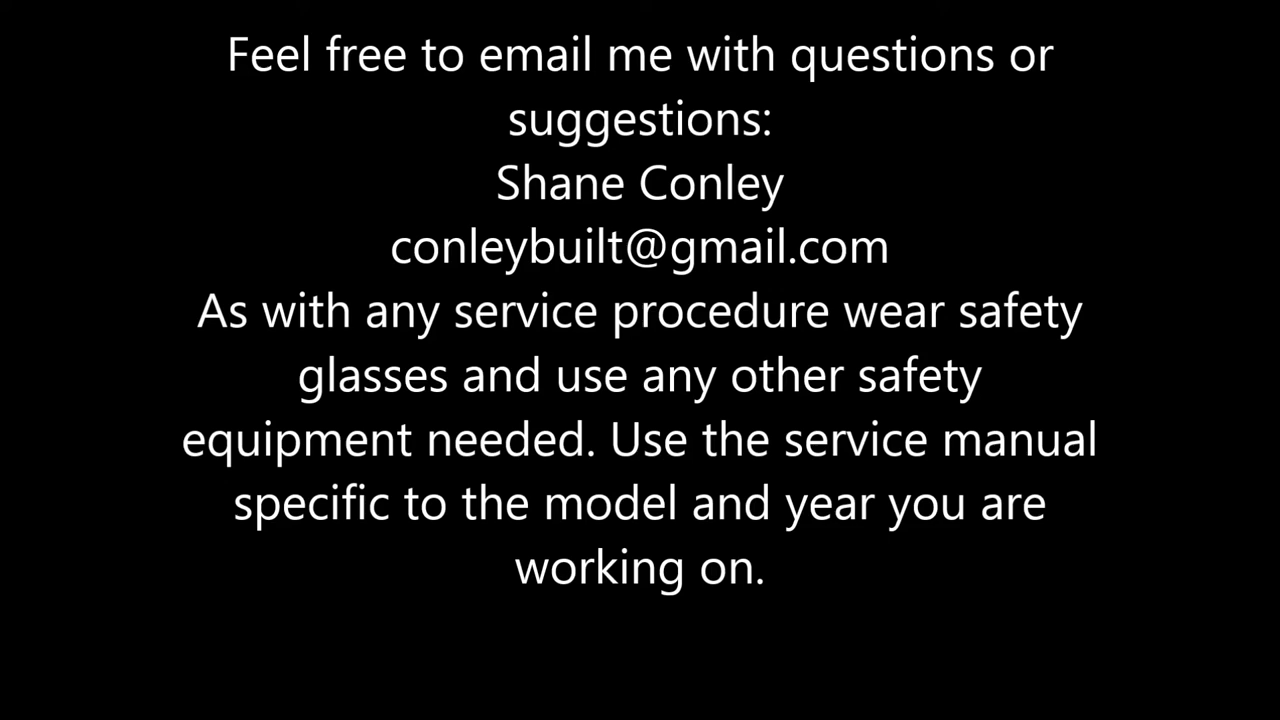 Feel free to email me with questions or
suggestions:
Shane Conley
conleybuilt@gmail.com
As with any service procedure wear safety
glasses and use any other safety
equipment needed. Use the service manual
specific to the model and year you are
working on.